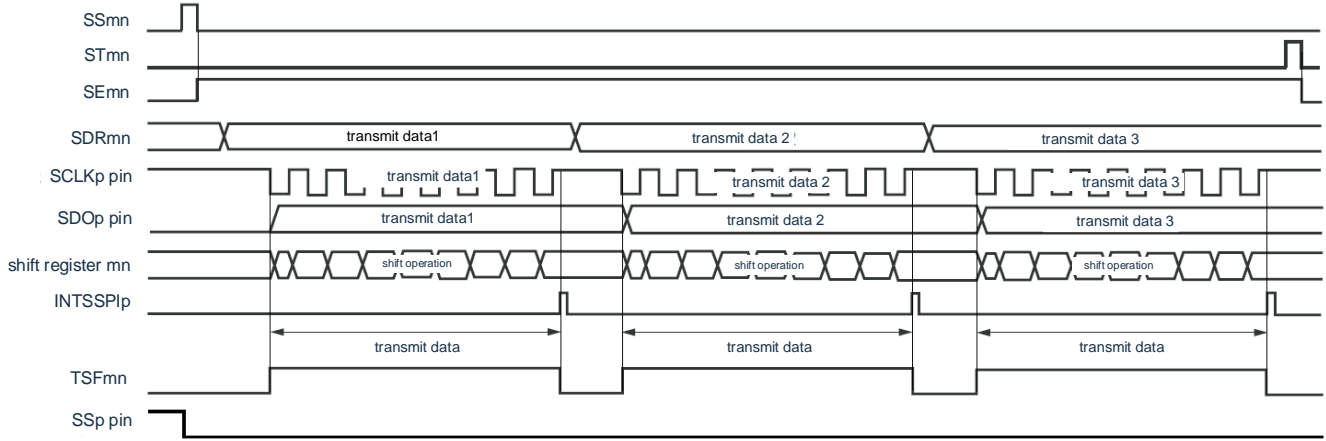 SSmn
STmn
SEmn
SDRmn transmit data1 transmit data 2 transmit data 3
SCLKp pin transmit data1 transmit data 2 transmit data 3
SDOp pin transmit data1 transmit data 2 transmit data 3
shift register mn shift operation shift operation shift operation
INTSSPIp
transmit data transmit data transmit data
TSFmn
SSp pin